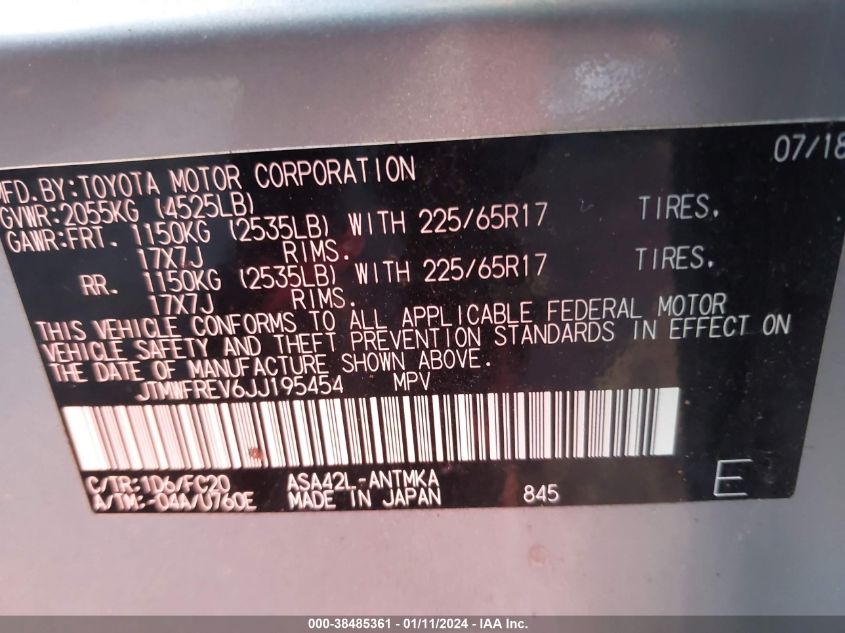 MFD. BY: TOYOTA MOTOR CORPORATION 07/18
GVWR: 2055KG (4525LB)
GAWR: FRT. 1150KG (2535LB) WITH 225/65R17 TIRES.
17X7J RIMS.
RR. 1150KG (2535LB) WITH 225/65R17 TIRES.
17X7J RIMS.
THIS VEHICLE CONFORMS TO ALL APPLICABLE FEDERAL MOTOR
VEHICLE SAFETY AND THEFT PREVENTION STANDARDS IN EFFECT ON
THE DATE OF MANUFACTURE SHOWN ABOVE.
JTMWFREV6JJ195454 MPV
C/TR: 1D6/FC20 ASA42L-ANTMKA
A/TM: -04A/U760E MADE IN JAPAN 845 E
000-38485361 - 01/11/2024 - IAA Inc.